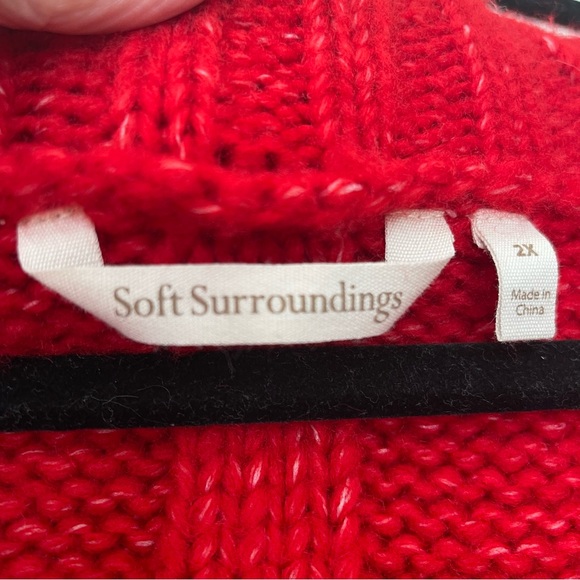 Soft Surroundings
2X
Made in
China